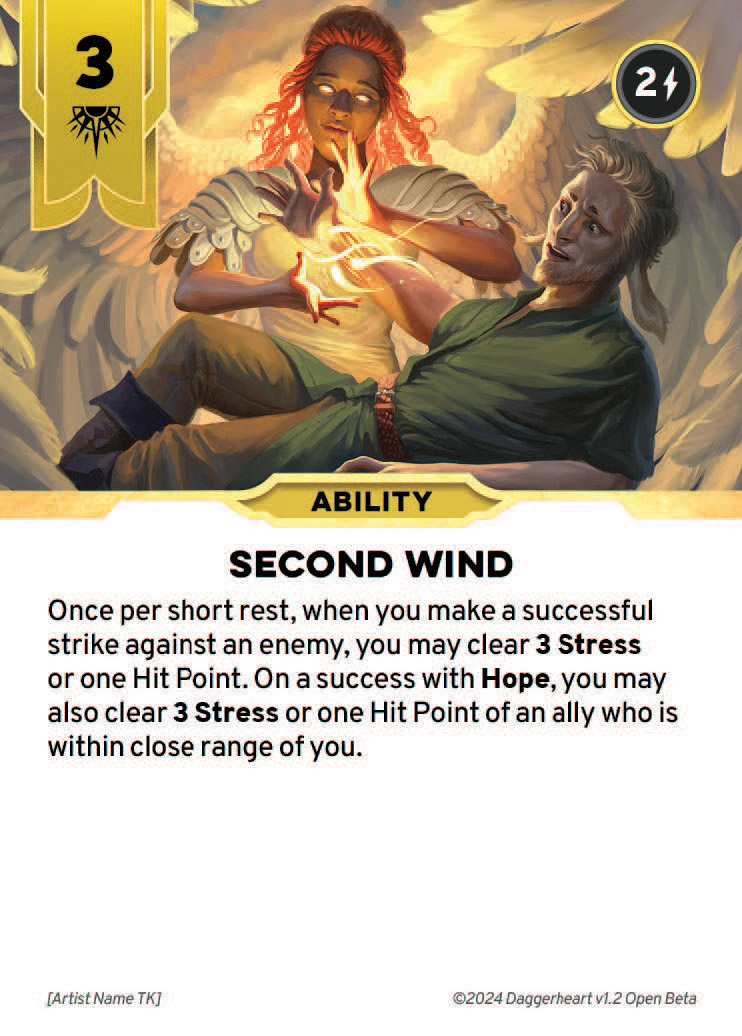 3
2
ABILITY
SECOND WIND
Once per short rest, when you make a successful
strike against an enemy, you may clear 3 Stress
or one Hit Point. On a success with Hope, you may
also clear 3 Stress or one Hit Point of an ally who is
within close range of you.
[Artist Name TK]
©2024 Daggerheart v1.2 Open Beta